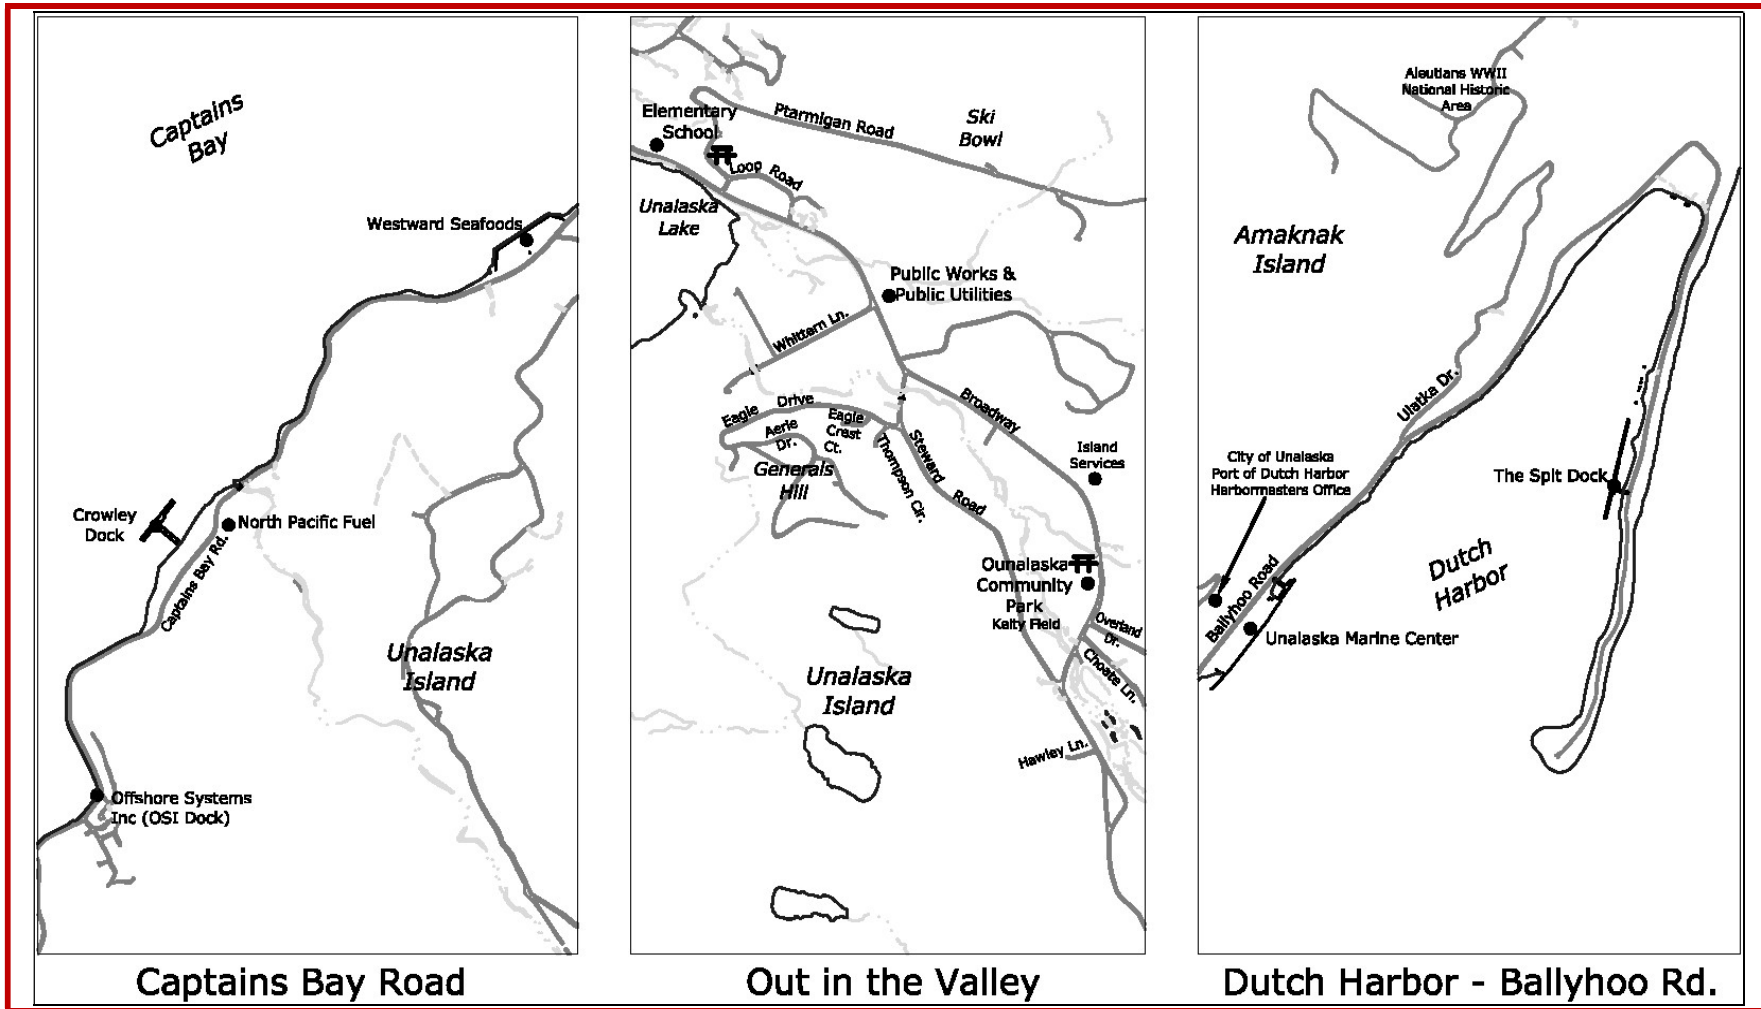 Captains
Bay
Westward Seafoods
Crowley
Dock
North Pacific Fuel
Captains Bay Rd.
Unalaska
Island
Offshore Systems
Inc (OSI Dock)
Captains Bay Road
Elementary
School
Ptarmigan Road
Ski
Bowl
Loop Road
Unalaska
Lake
Public Works &
Public Utilities
Whittern Ln.
Eagle Drive
Broadway
Aerie
Dr.
Eagle
Crest
Ct.
Thompson Cir.
Steward Road
Generals
Hill
Island
Services
Ounalaska
Community
Park
Kelty Field
Overland
Dr.
Choate Ln.
Unalaska
Island
Hawley Ln.
Out in the Valley
Aleutians WWII
National Historic
Area
Amaknak
Island
Ulatka Dr.
City of Unalaska
Port of Dutch Harbor
Harbormasters Office
The Spit Dock
Dutch
Harbor
Ballyhoo Road
Unalaska Marine Center
Dutch Harbor - Ballyhoo Rd.